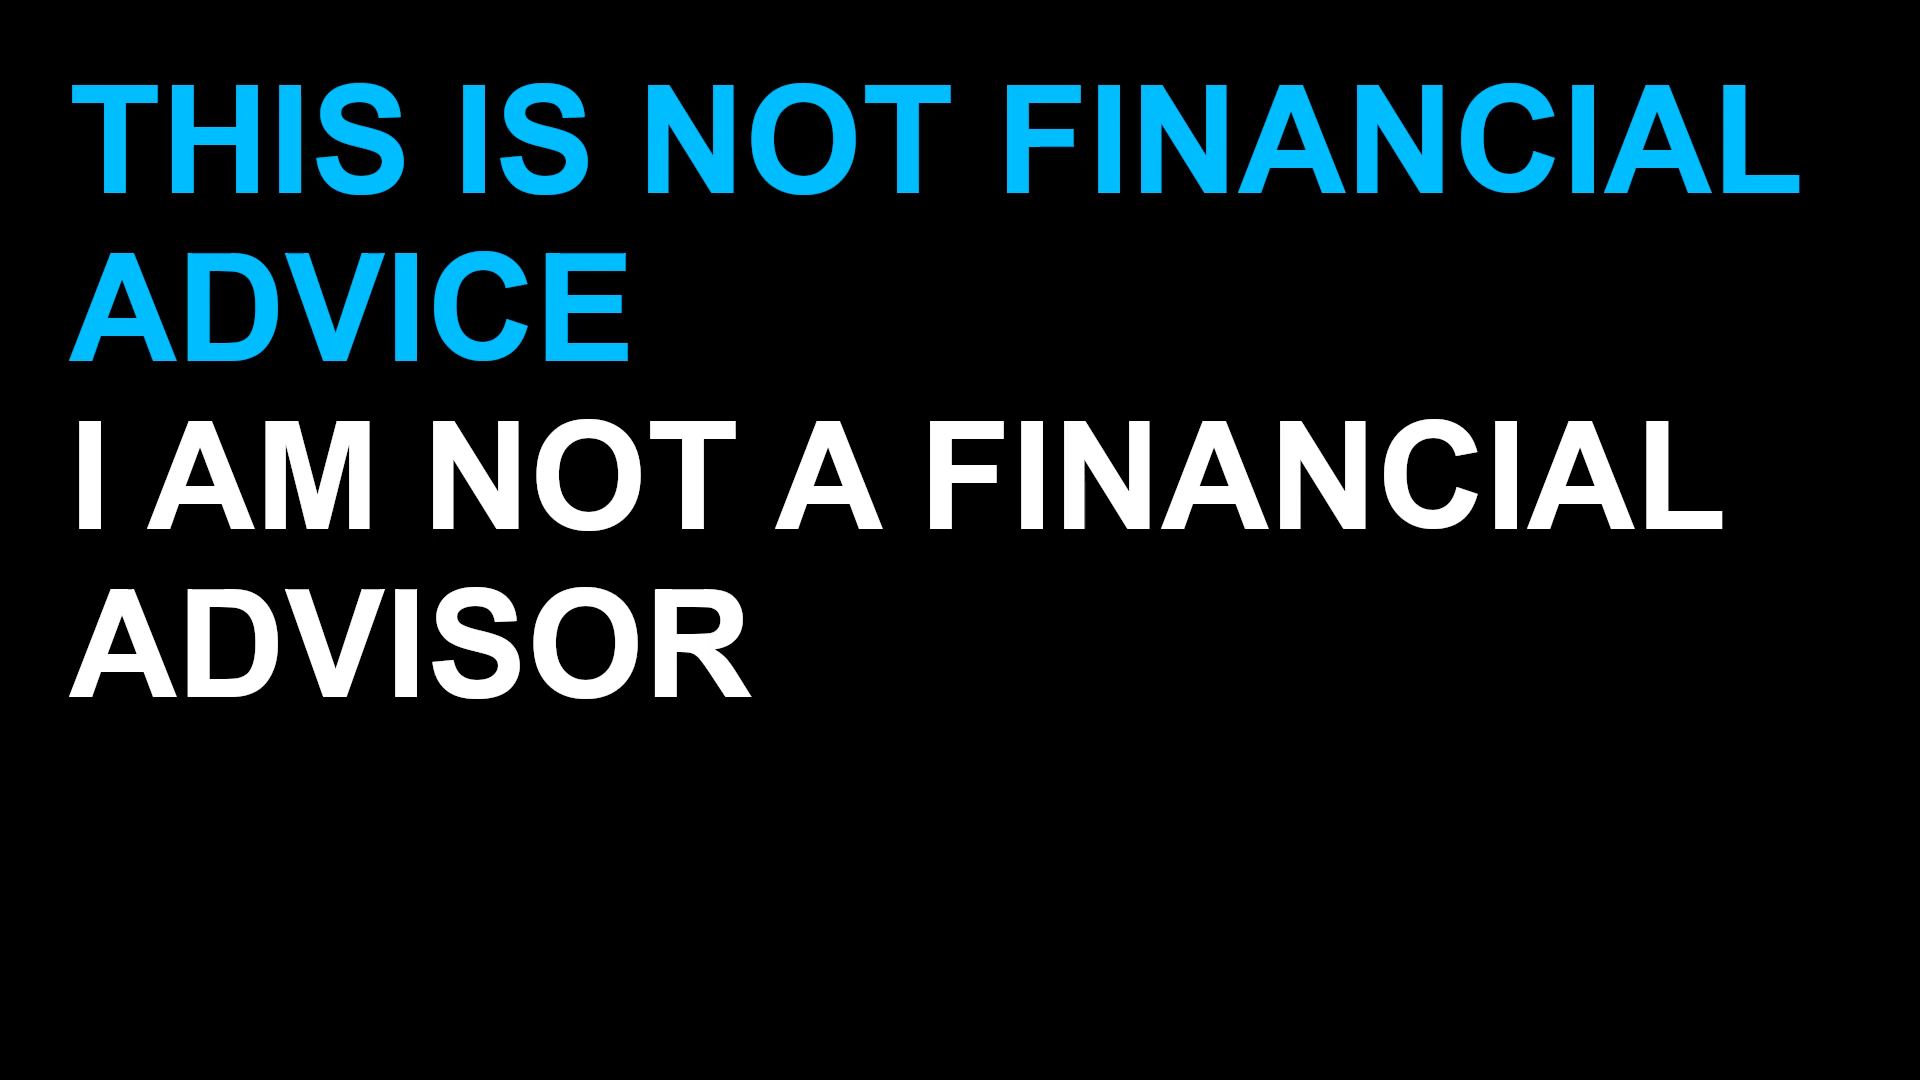 THIS IS NOT FINANCIAL
ADVICE
I AM NOT A FINANCIAL
ADVISOR